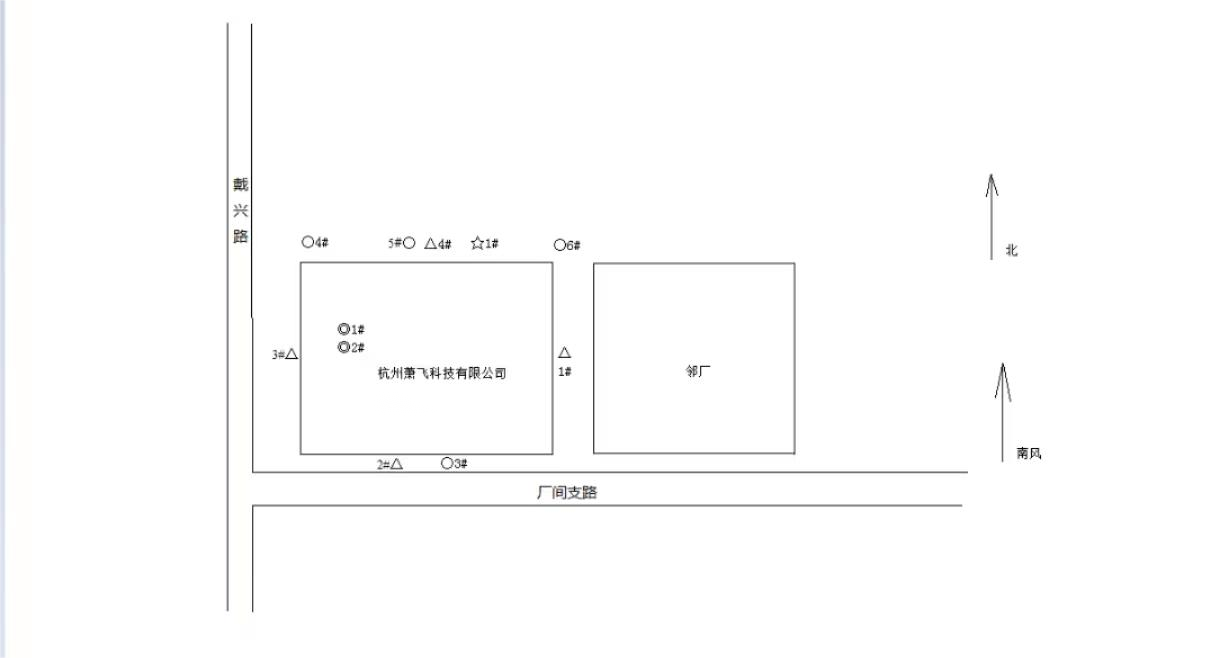 戴
兴
路
○4# 5#○ △4# ☆1# ○6#
北
◎1#
◎2#
3#△
△
1#
杭州萧飞科技有限公司
邻厂
2#△ ○3#
南风
厂间支路